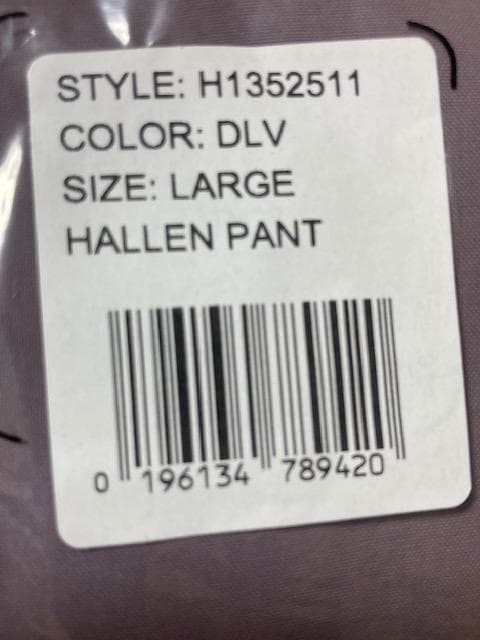 STYLE: H1352511
COLOR: DLV
SIZE: LARGE
HALLEN PANT
0 196134 789420